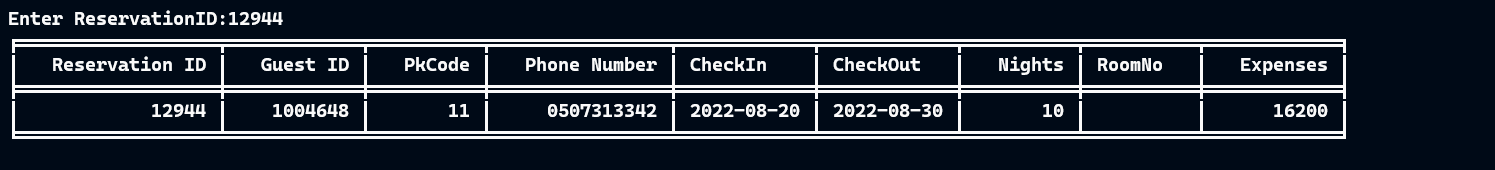 Enter ReservationID:12944
Reservation ID Guest ID PkCode Phone Number CheckIn CheckOut Nights RoomNo Expenses
12944 1004648 11 0507313342 2022-08-20 2022-08-30 10 16200